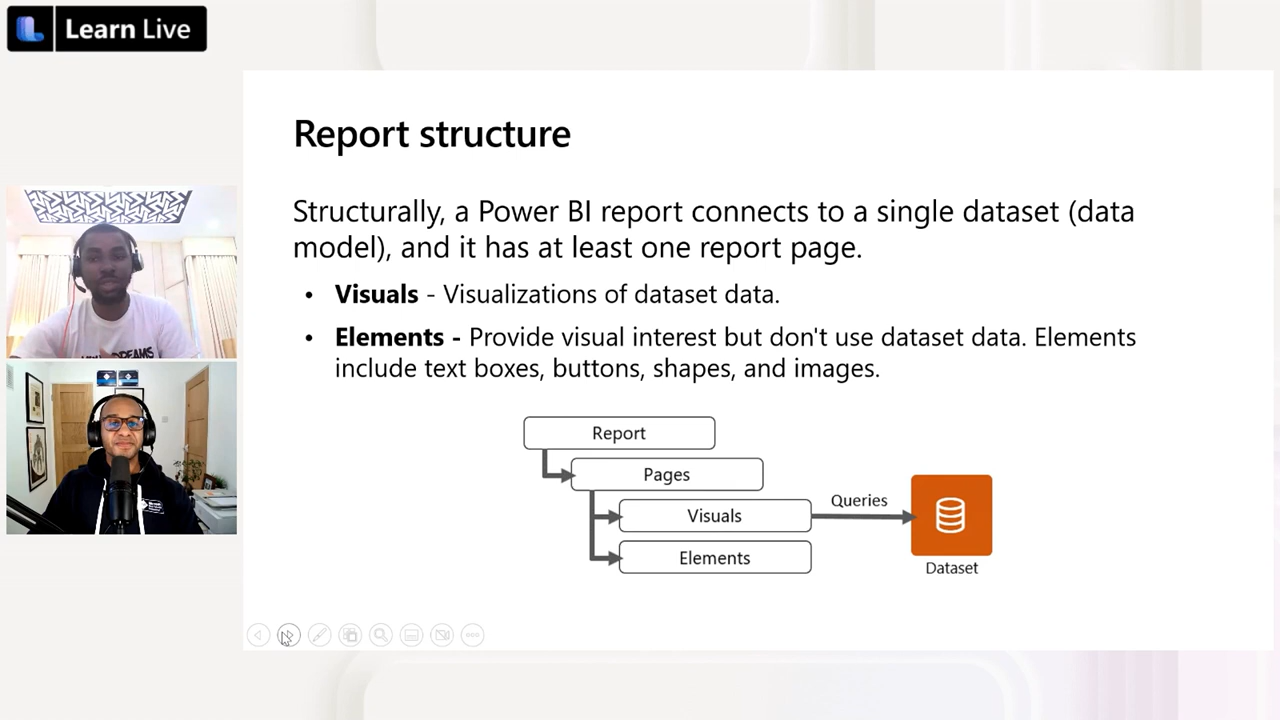 Learn Live
Report structure
Structurally, a Power BI report connects to a single dataset (data
model), and it has at least one report page.
• Visuals - Visualizations of dataset data.
• Elements - Provide visual interest but don't use dataset data. Elements
include text boxes, buttons, shapes, and images.
Report
Pages
Visuals
Queries
Elements
Dataset